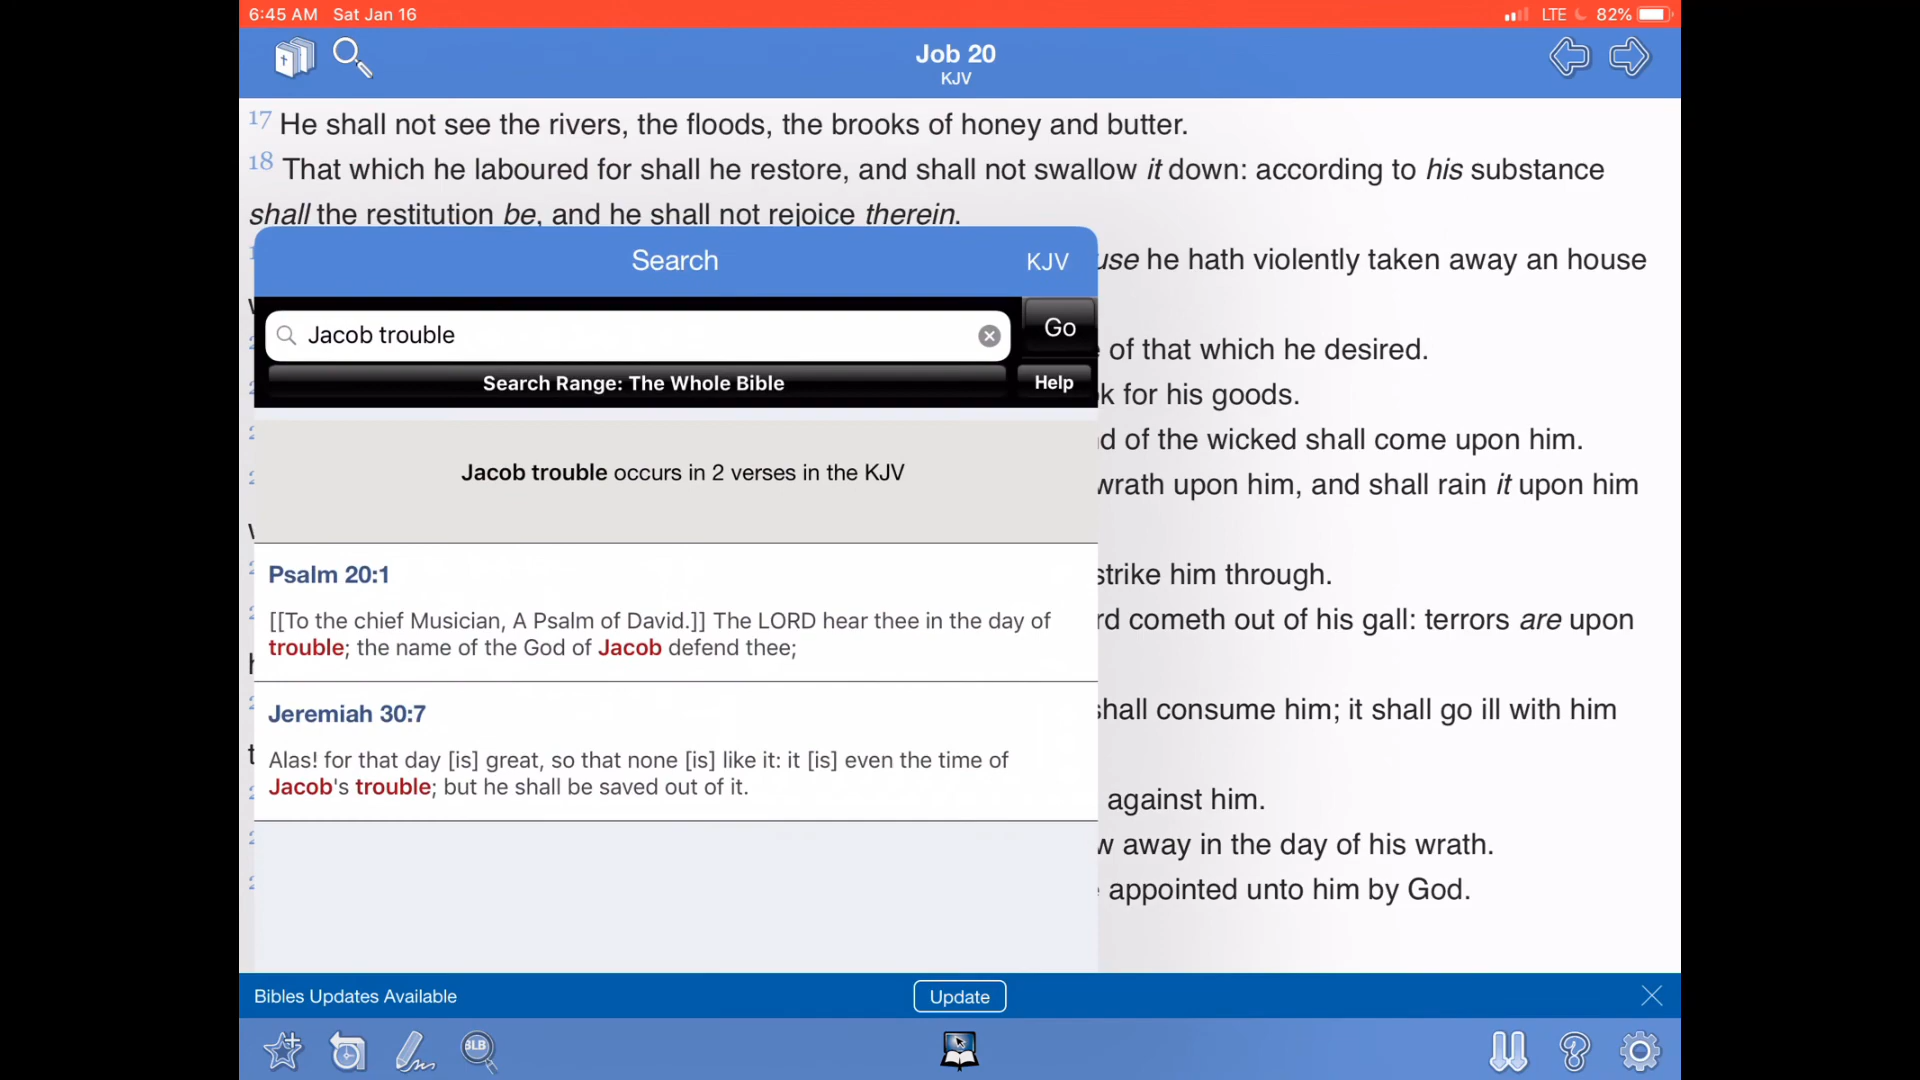 6:45 AM Sat Jan 16 LTE 82%
Job 20
KJV
17 He shall not see the rivers, the floods, the brooks of honey and butter.
18 That which he laboured for shall he restore, and shall not swallow it down: according to his substance
shall the restitution be, and he shall not rejoice therein.
he hath violently taken away an house
of that which he desired.
for his goods.
of the wicked shall come upon him.
wrath upon him, and shall rain it upon him
strike him through.
cometh out of his gall: terrors are upon
shall consume him; it shall go ill with him
against him.
away in the day of his wrath.
appointed unto him by God.
Search KJV
Jacob trouble
Go
Search Range: The Whole Bible
Help
Jacob trouble occurs in 2 verses in the KJV
Psalm 20:1
[[To the chief Musician, A Psalm of David.]] The LORD hear thee in the day of
trouble; the name of the God of Jacob defend thee;
Jeremiah 30:7
Alas! for that day [is] great, so that none [is] like it: it [is] even the time of
Jacob's trouble; but he shall be saved out of it.
Bibles Updates Available
Update
BLB